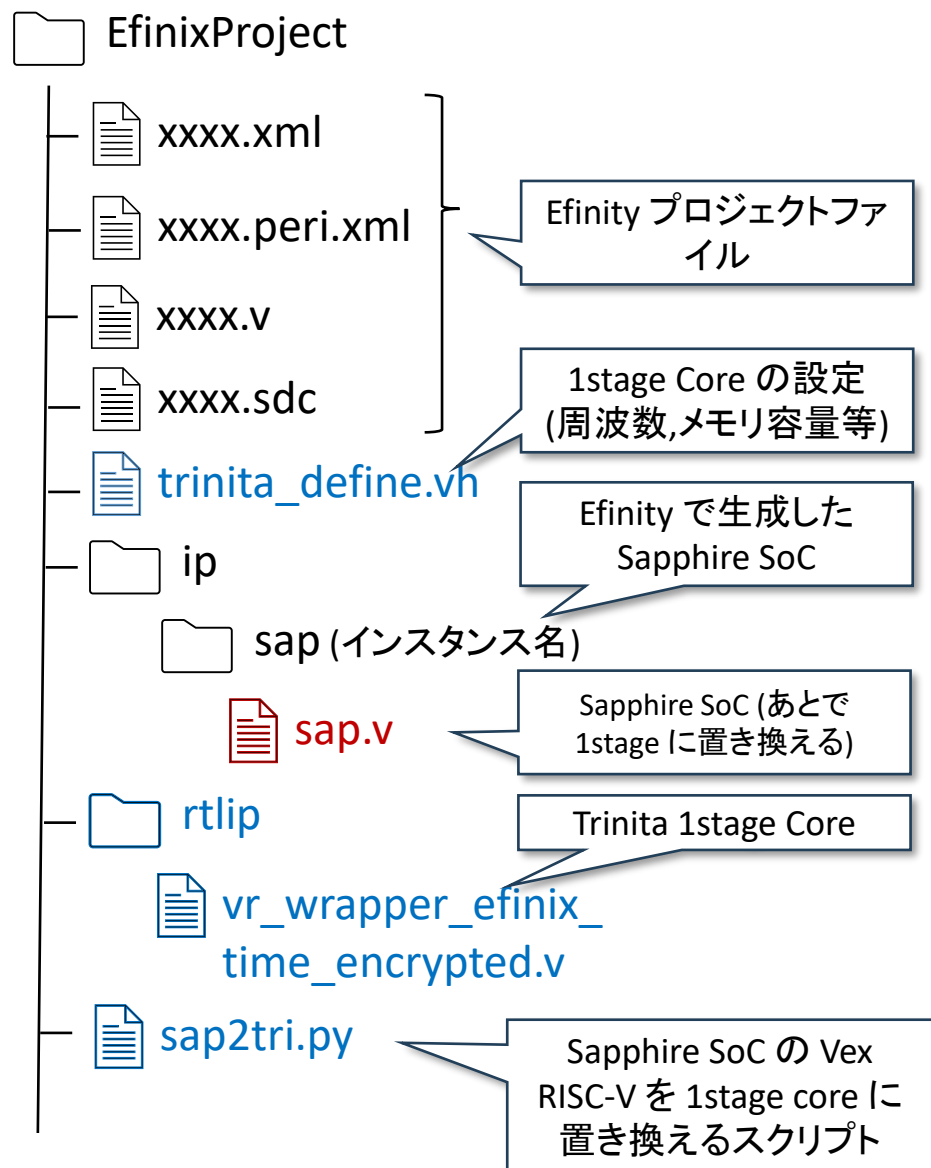 EfinixProject
xxxx.xml
xxxx.peri.xml
Efinity プロジェクトファ
イル
xxxx.v
xxxx.sdc
1stage Core の設定
(周波数,メモリ容量等)
trinita_define.vh
ip
Efinity で生成した
Sapphire SoC
sap (インスタンス名)
sap.v
Sapphire SoC (あとで
1stage に置き換える)
rtlip
Trinita 1stage Core
vr_wrapper_efinix_
time_encrypted.v
sap2tri.py
Sapphire SoC の Vex
RISC-V を 1stage core に
置き換えるスクリプト